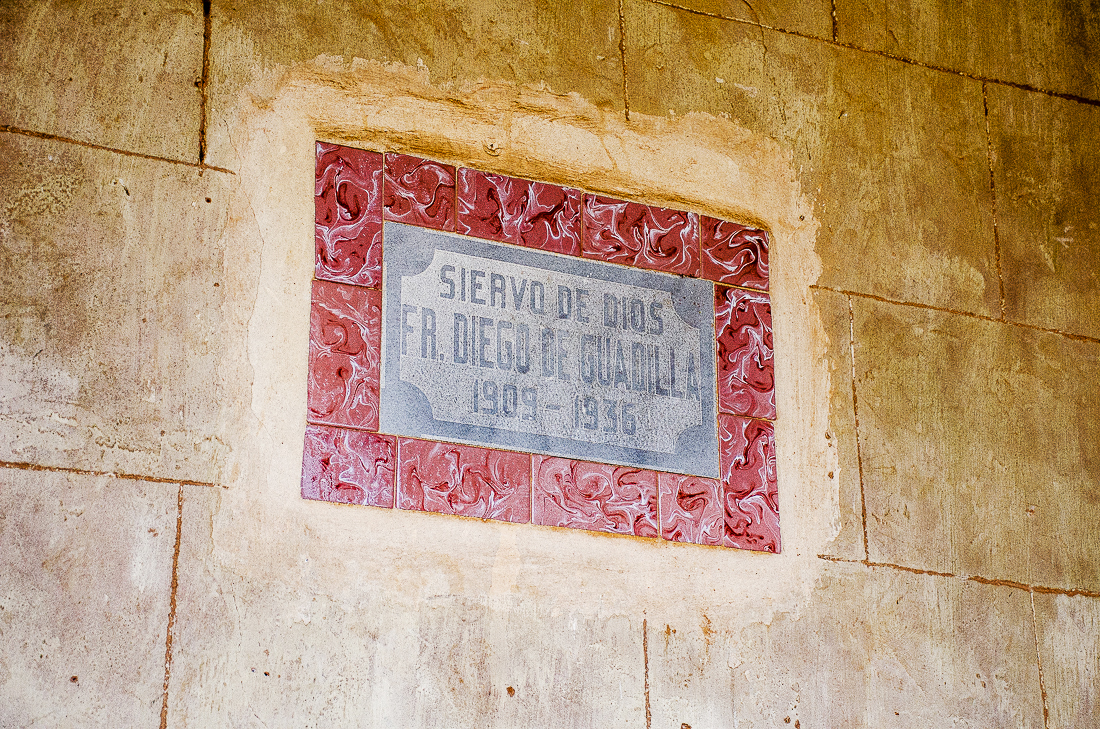 SIERVO DE DIOS
FR. DIEGO DE GUADILLA
1909 - 1936